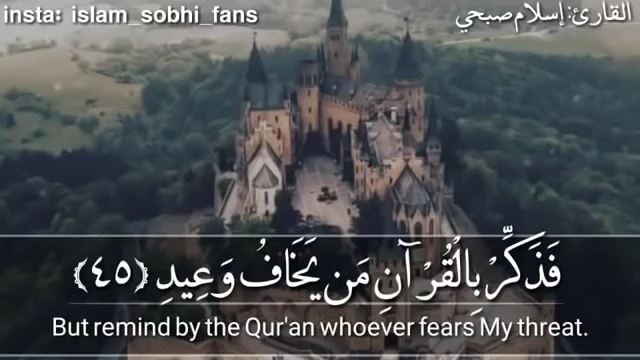 insta: islam_sobhi_fans
القارئ: إسلام صبحي
فَذَكِّرْ بِالْقُرْآنِ مَن يَخَافُ وَعِيدِ ﴿٤٥﴾
But remind by the Qur'an whoever fears My threat.